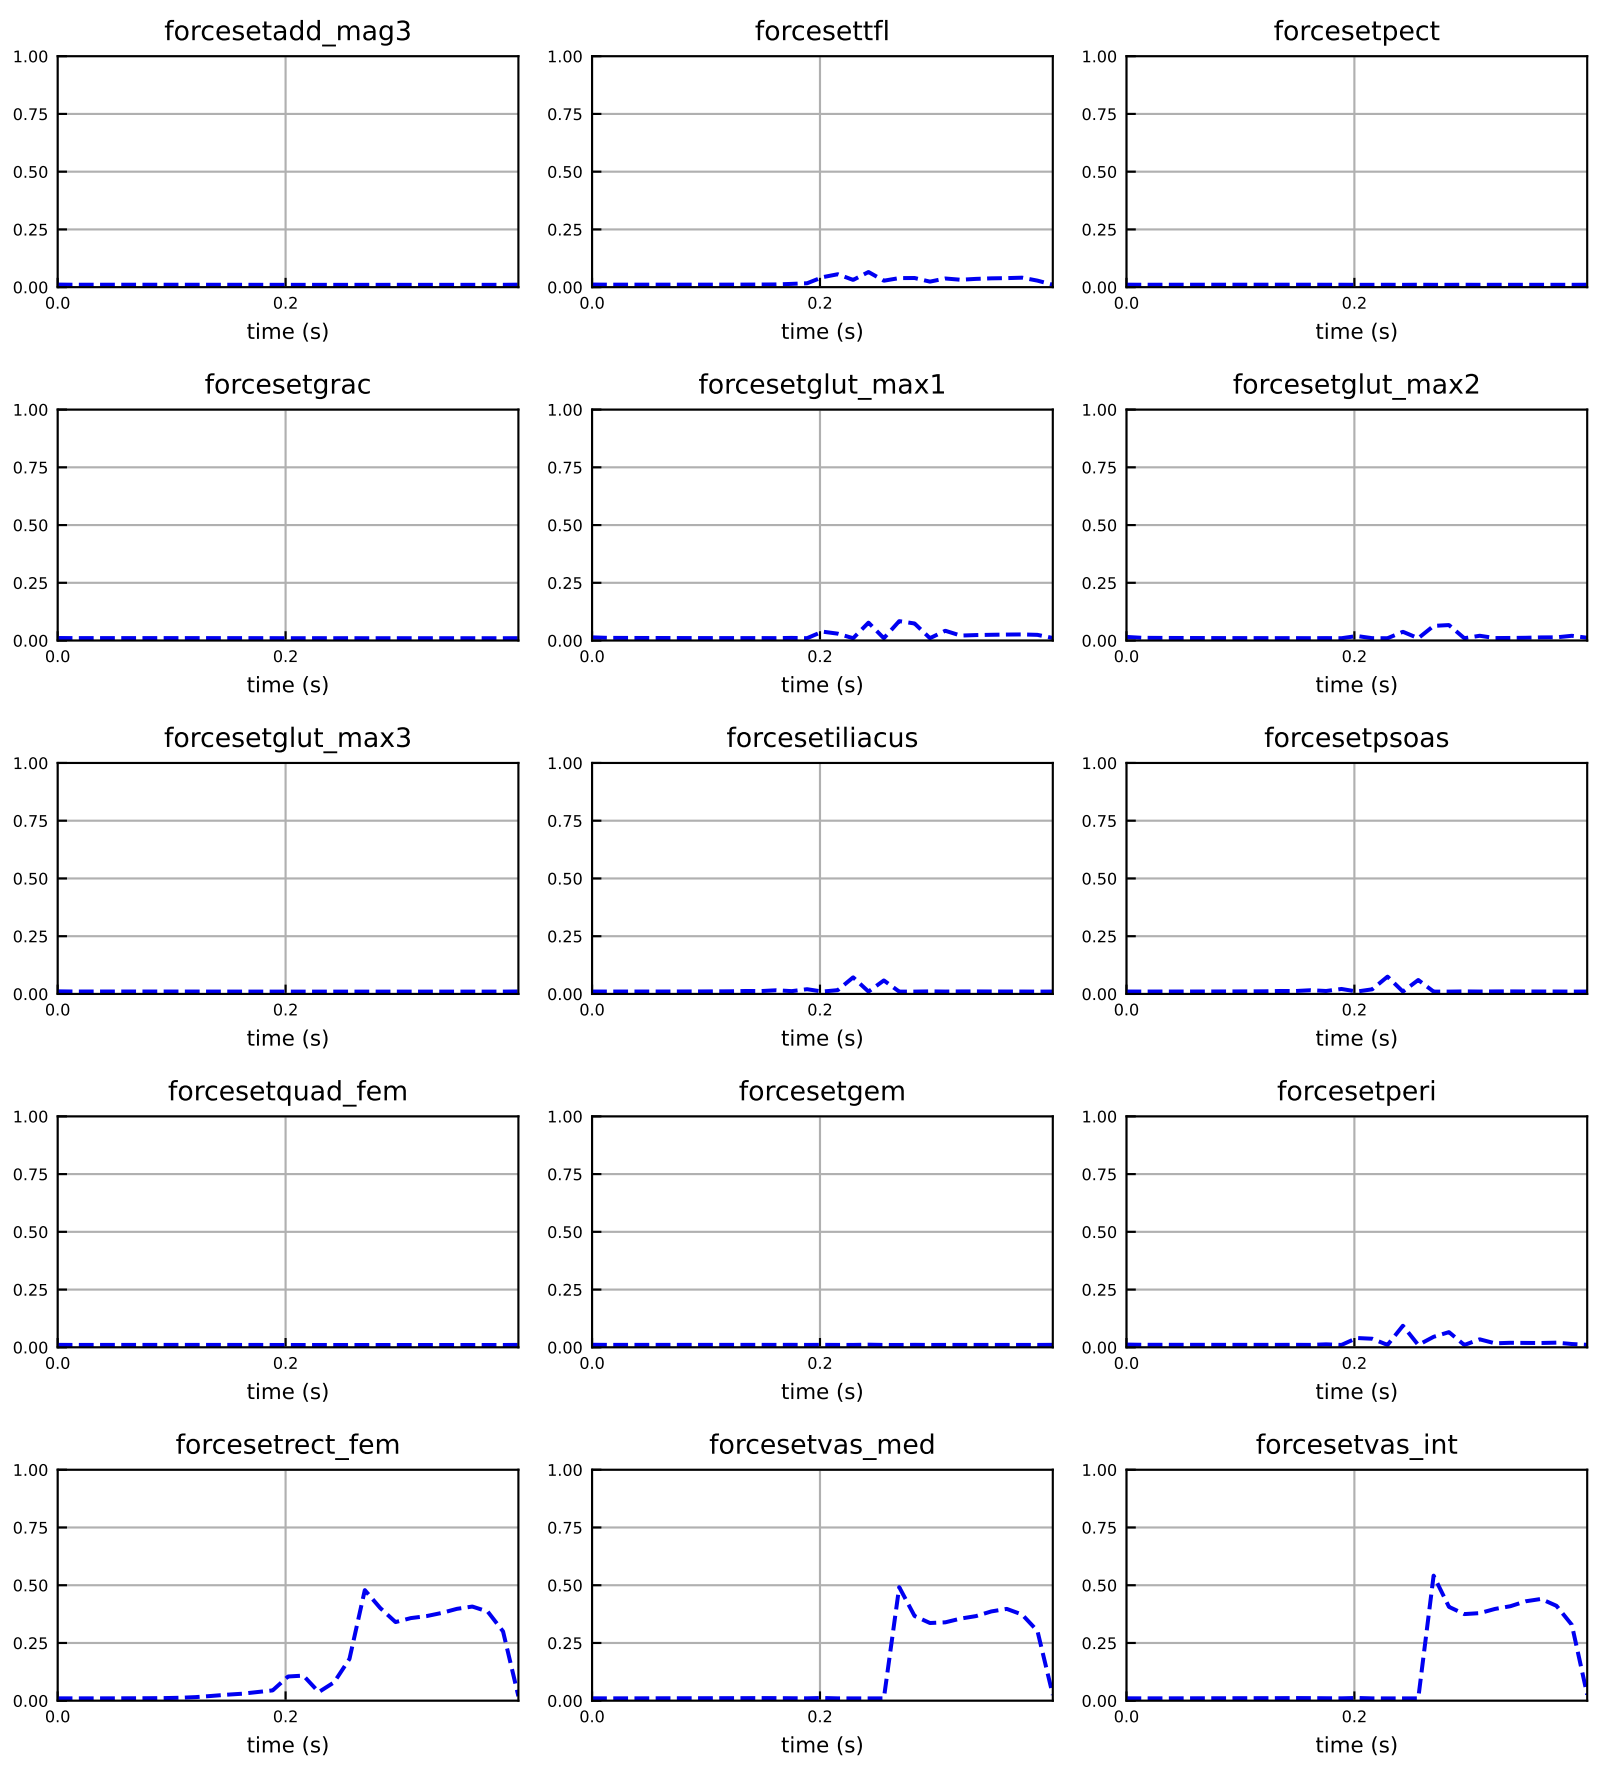 forcesetadd_mag3 forcesettfl forcesetpect
1.00 1.00 1.00
0.75 0.75 0.75
0.50 0.50 0.50
0.25 0.25 0.25
0.00 0.00 0.00
0.0 0.2 0.0 0.2 0.0 0.2
time (s) time (s) time (s)
forcesetgrac forcesetglut_max1 forcesetglut_max2
1.00 1.00 1.00
0.75 0.75 0.75
0.50 0.50 0.50
0.25 0.25 0.25
0.00 0.00 0.00
0.0 0.2 0.0 0.2 0.0 0.2
time (s) time (s) time (s)
forcesetglut_max3 forcesetiliacus forcesetpsoas
1.00 1.00 1.00
0.75 0.75 0.75
0.50 0.50 0.50
0.25 0.25 0.25
0.00 0.00 0.00
0.0 0.2 0.0 0.2 0.0 0.2
time (s) time (s) time (s)
forcesetquad_fem forcesetgem forcesetperi
1.00 1.00 1.00
0.75 0.75 0.75
0.50 0.50 0.50
0.25 0.25 0.25
0.00 0.00 0.00
0.0 0.2 0.0 0.2 0.0 0.2
time (s) time (s) time (s)
forcesetrect_fem forcesetvas_med forcesetvas_int
1.00 1.00 1.00
0.75 0.75 0.75
0.50 0.50 0.50
0.25 0.25 0.25
0.00 0.00 0.00
0.0 0.2 0.0 0.2 0.0 0.2
time (s) time (s) time (s)